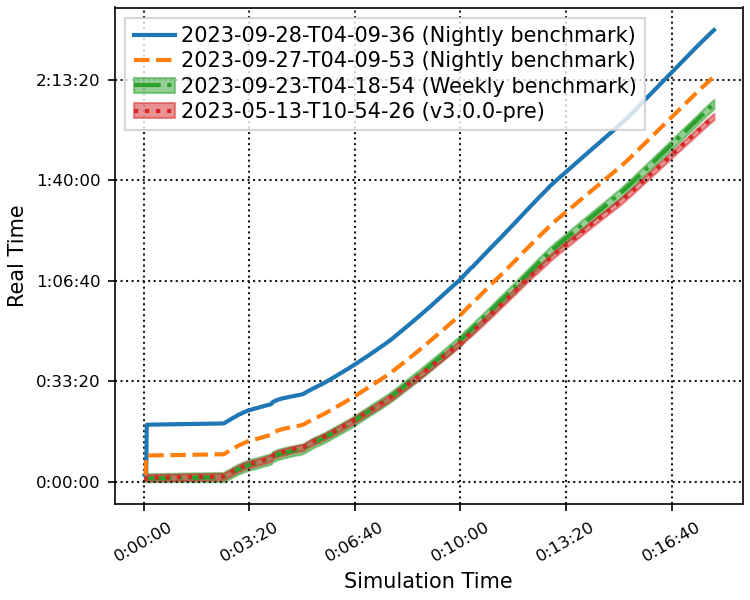 2023-09-28-T04-09-36 (Nightly benchmark)
2023-09-27-T04-09-53 (Nightly benchmark)
2023-09-23-T04-18-54 (Weekly benchmark)
2023-05-13-T10-54-26 (v3.0.0-pre)
2:13:20
1:40:00
1:06:40
0:33:20
0:00:00
Real Time
0:00:00
0:03:20
0:06:40
0:10:00
0:13:20
0:16:40
Simulation Time